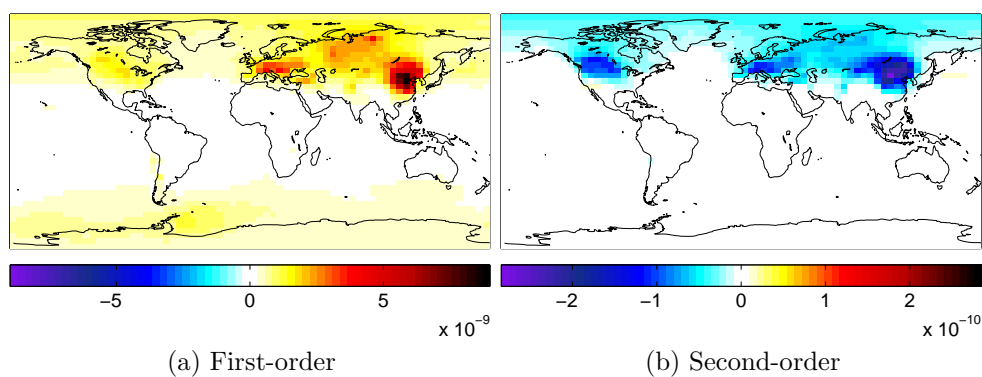 −5 0 5
x 10−9
−2 −1 0 1 2
x 10−10
(a) First-order
(b) Second-order